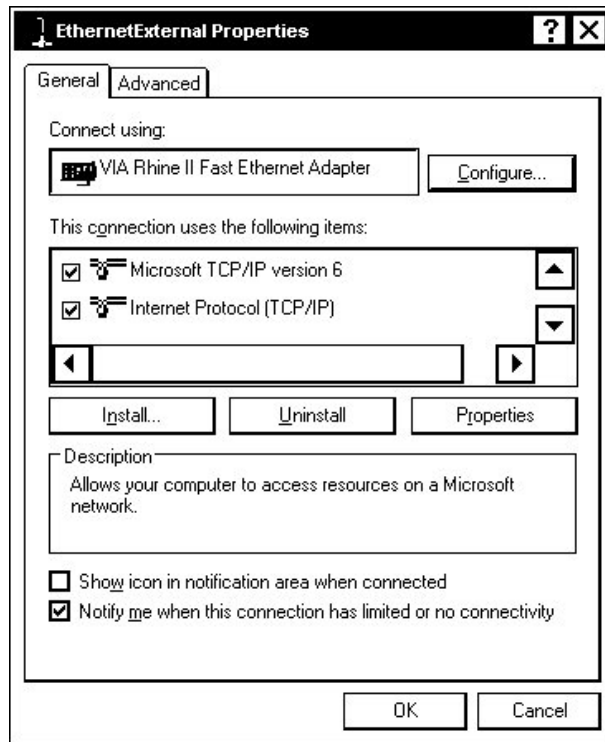 EthernetExternal Properties
General
Advanced
Connect using:
VIA Rhine II Fast Ethernet Adapter
Configure...
This connection uses the following items:
Microsoft TCP/IP version 6
Internet Protocol (TCP/IP)
Install...
Uninstall
Properties
Description
Allows your computer to access resources on a Microsoft
network.
Show icon in notification area when connected
Notify me when this connection has limited or no connectivity
OK
Cancel